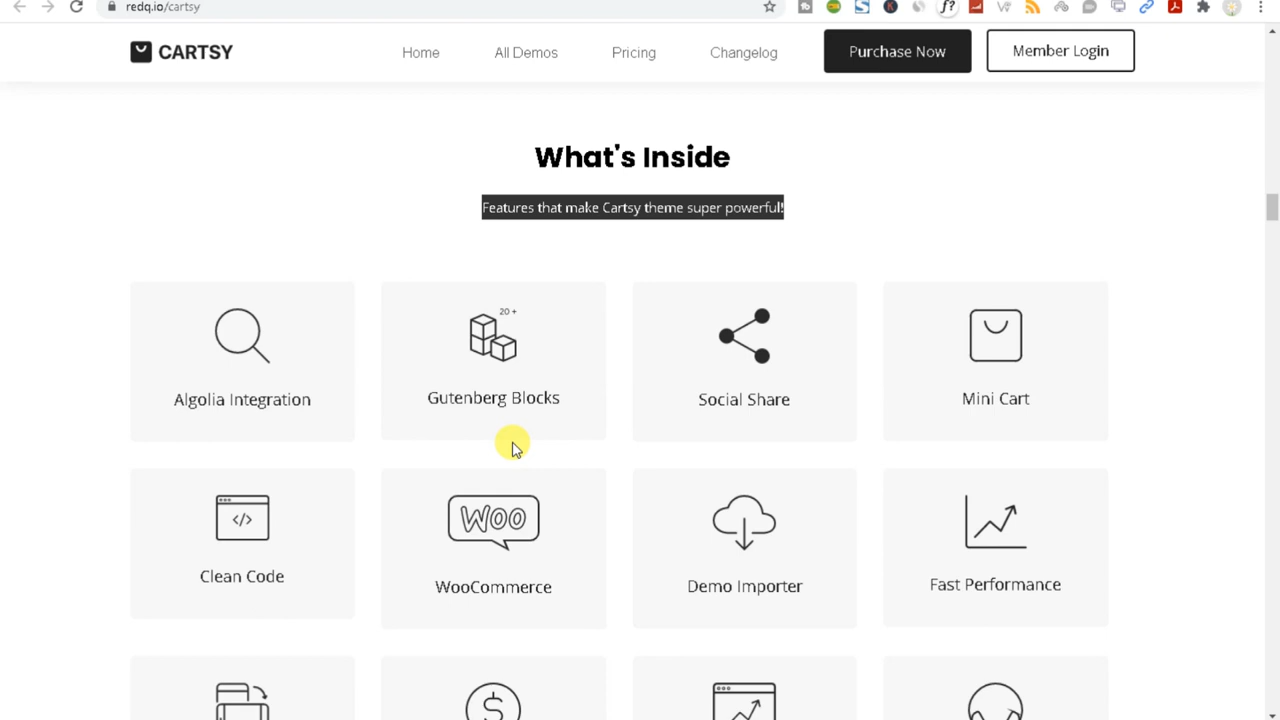 redq.io/cartsy
CARTSY
Home
All Demos
Pricing
Changelog
Purchase Now
Member Login
What's Inside
Features that make Cartsy theme super powerful!
20 +
Algolia Integration
Gutenberg Blocks
Social Share
Mini Cart
</>
WOO
Clean Code
WooCommerce
Demo Importer
Fast Performance
$